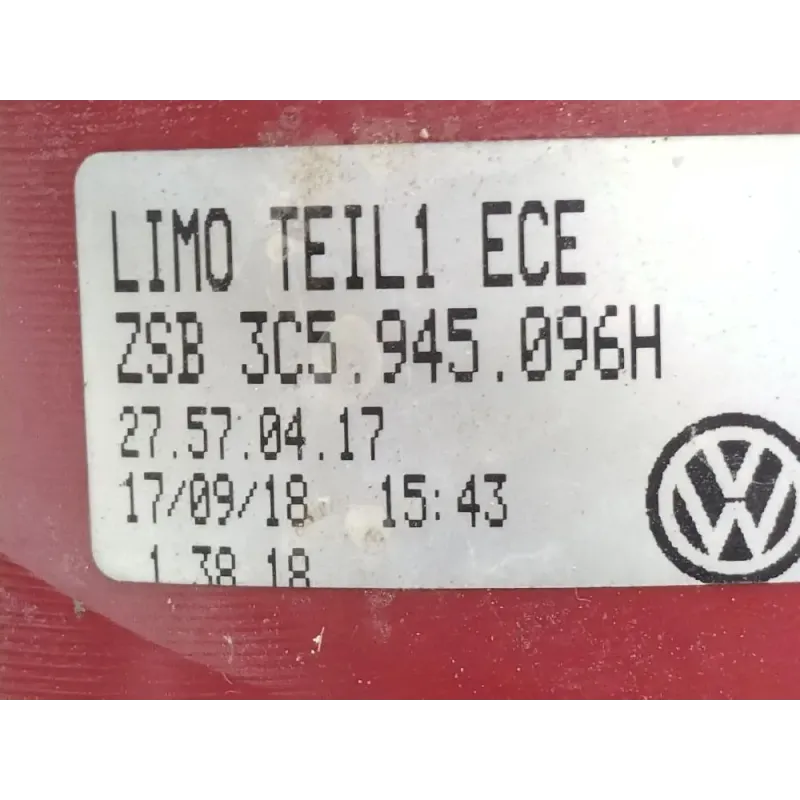 LIMO TEIL1 ECE
ZSB 3C5.945.096H
27.57.04.17
17/09/18 15:43
1 38 18
VW